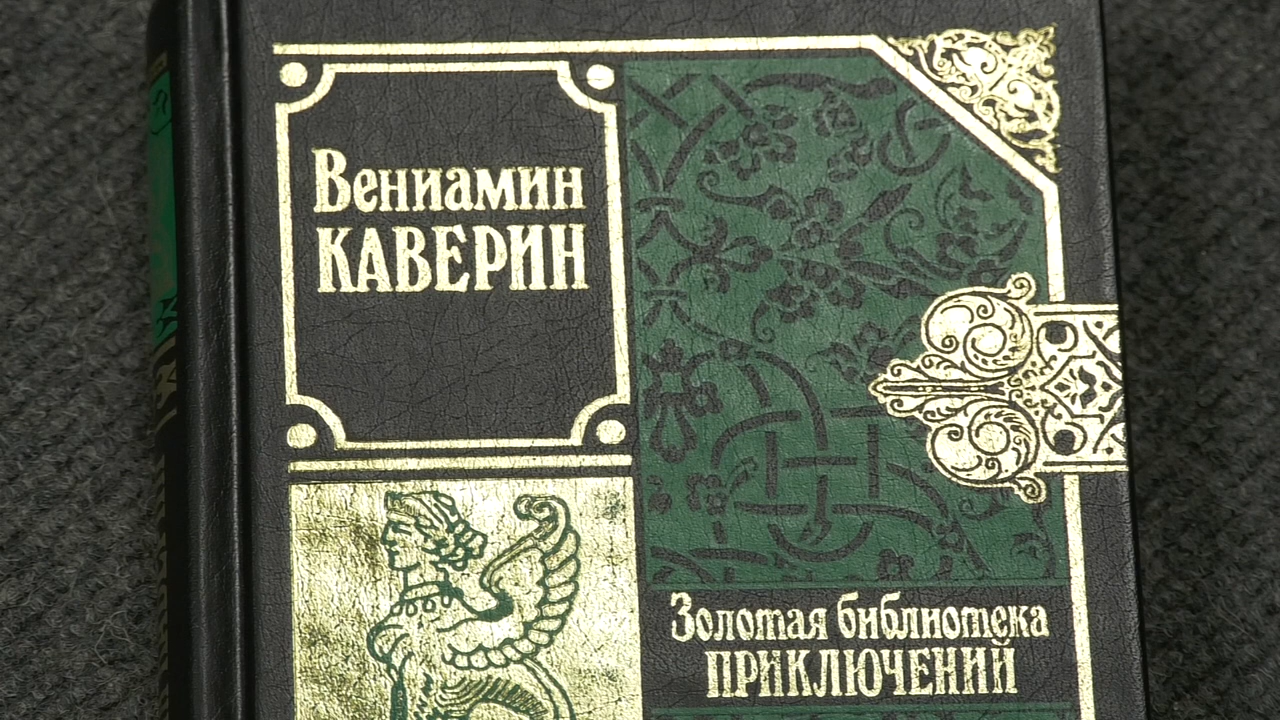 Вениамин
КАВЕРИН
Золотая библиотека
ПРИКЛЮЧЕНИЙ